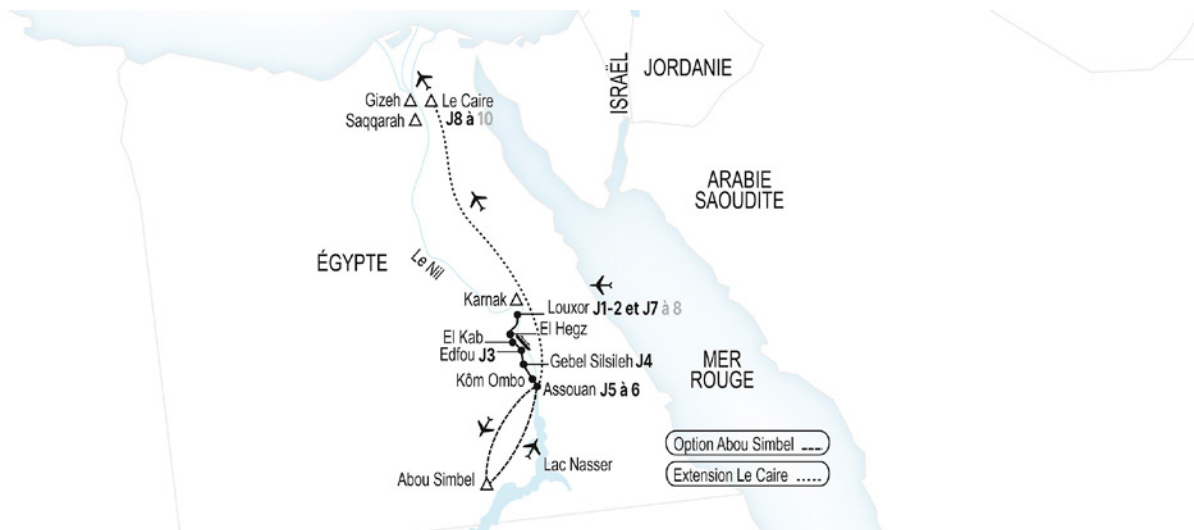 ISRAËL
JORDANIE
Gizeh
Le Caire
Saqqarah
J8 à 10
ARABIE
SAOUDITE
ÉGYPTE
Le Nil
Karnak
Louxor J1-2 et J7 à 8
El Hegz
El Kab
Edfou J3
Gebel Silsileh J4
MER
ROUGE
Kôm Ombo
Assouan J5 à 6
Option Abou Simbel
Lac Nasser
Extension Le Caire
Abou Simbel